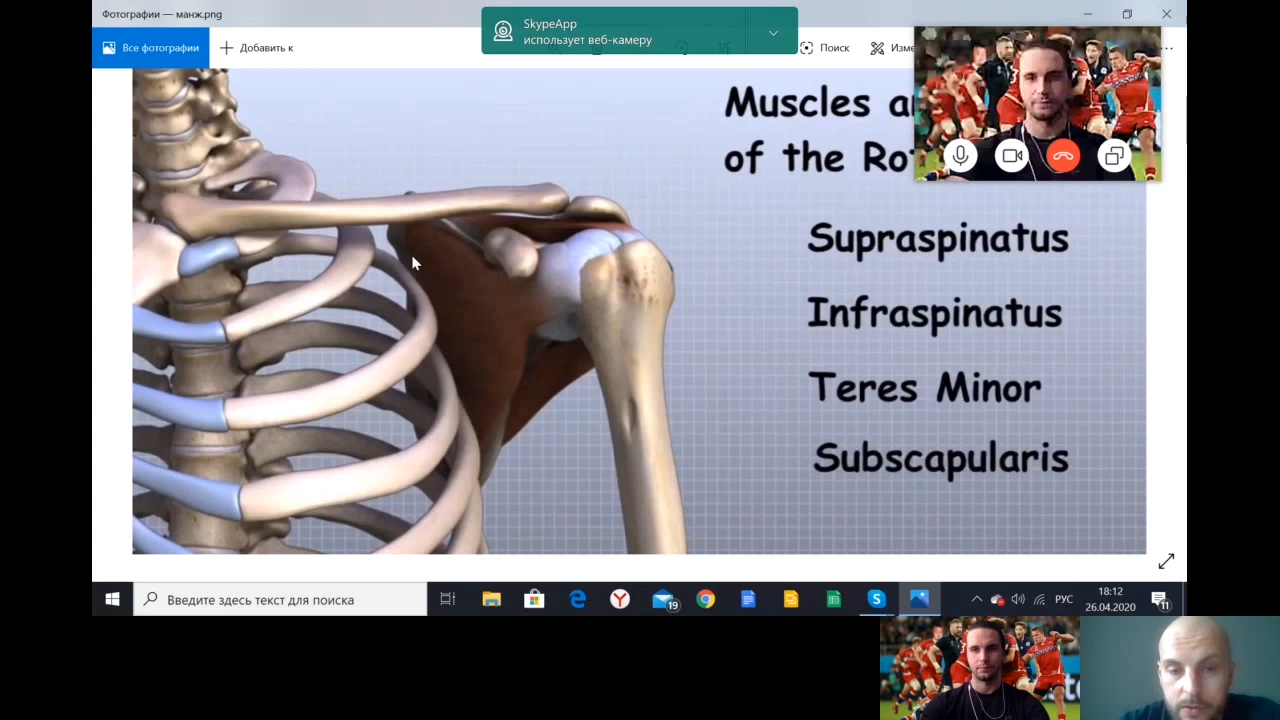 Фотографии — манж.png
SkypeApp
использует веб-камеру
Все фотографии
Добавить к
Поиск
Muscles
of the
Supraspinatus
Infraspinatus
Teres Minor
Subscapularis
Введите здесь текст для поиска
19
РУС
18:12
26.04.2020
11